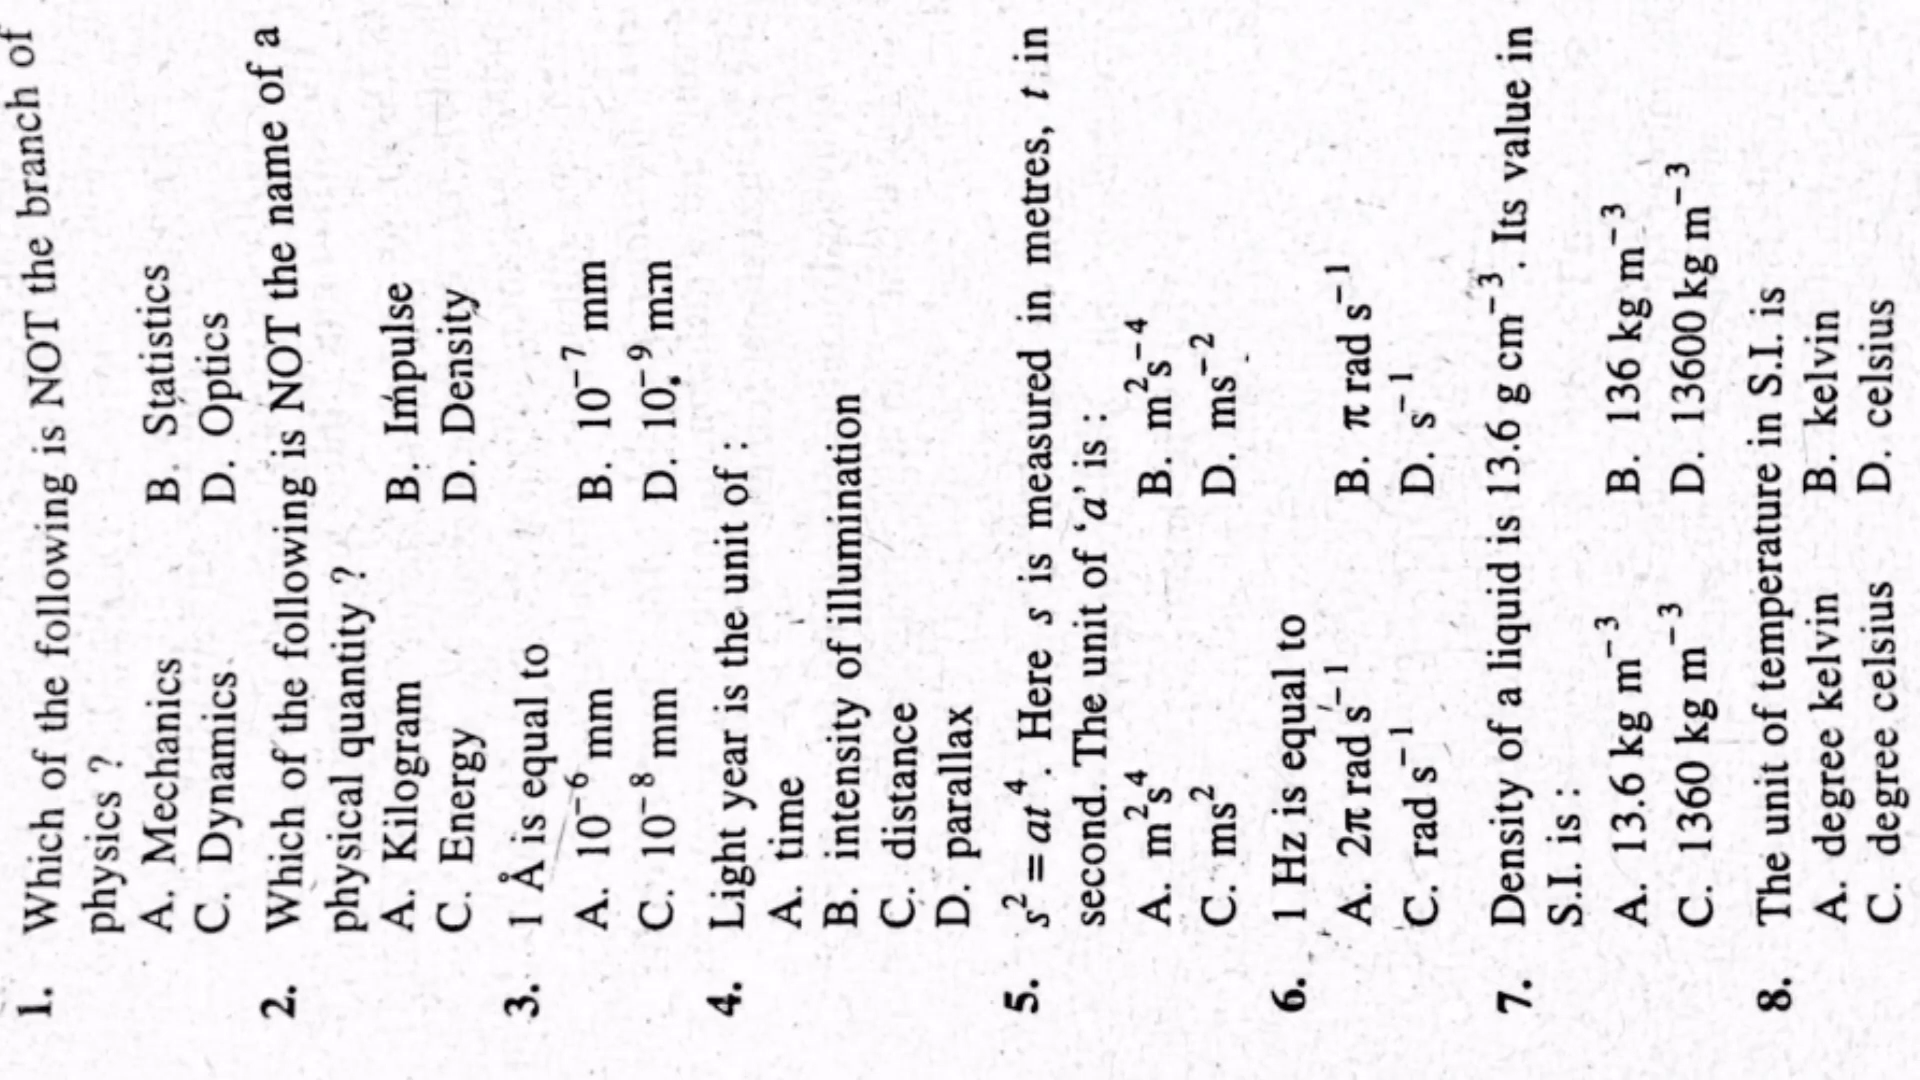 1. Which of the following is NOT the branch of
physics ?
A. Mechanics B. Statistics
C. Dynamics D. Optics
2. Which of the following is NOT the name of a
physical quantity ?
A. Kilogram B. Impulse
C. Energy D. Density
3. 1 Å is equal to
A. 10⁻⁶ mm B. 10⁻⁷ mm
C. 10⁻⁸ mm D. 10⁻⁹ mm
4. Light year is the unit of :
A. time
B. intensity of illumination
C. distance
D. parallax
5. s² = at⁴. Here s is measured in metres, t in
second. The unit of ‘a’ is :
A. m²s⁴ B. m²s⁻⁴
C. ms² D. ms⁻²
6. 1 Hz is equal to
A. 2π rad s⁻¹ B. π rad s⁻¹
C. rad s⁻¹ D. s⁻¹
7. Density of a liquid is 13.6 g cm⁻³. Its value in
S.I. is :
A. 13.6 kg m⁻³ B. 136 kg m⁻³
C. 1360 kg m⁻³ D. 13600 kg m⁻³
8. The unit of temperature in S.I. is
A. degree kelvin B. kelvin
C. degree celsius D. celsius